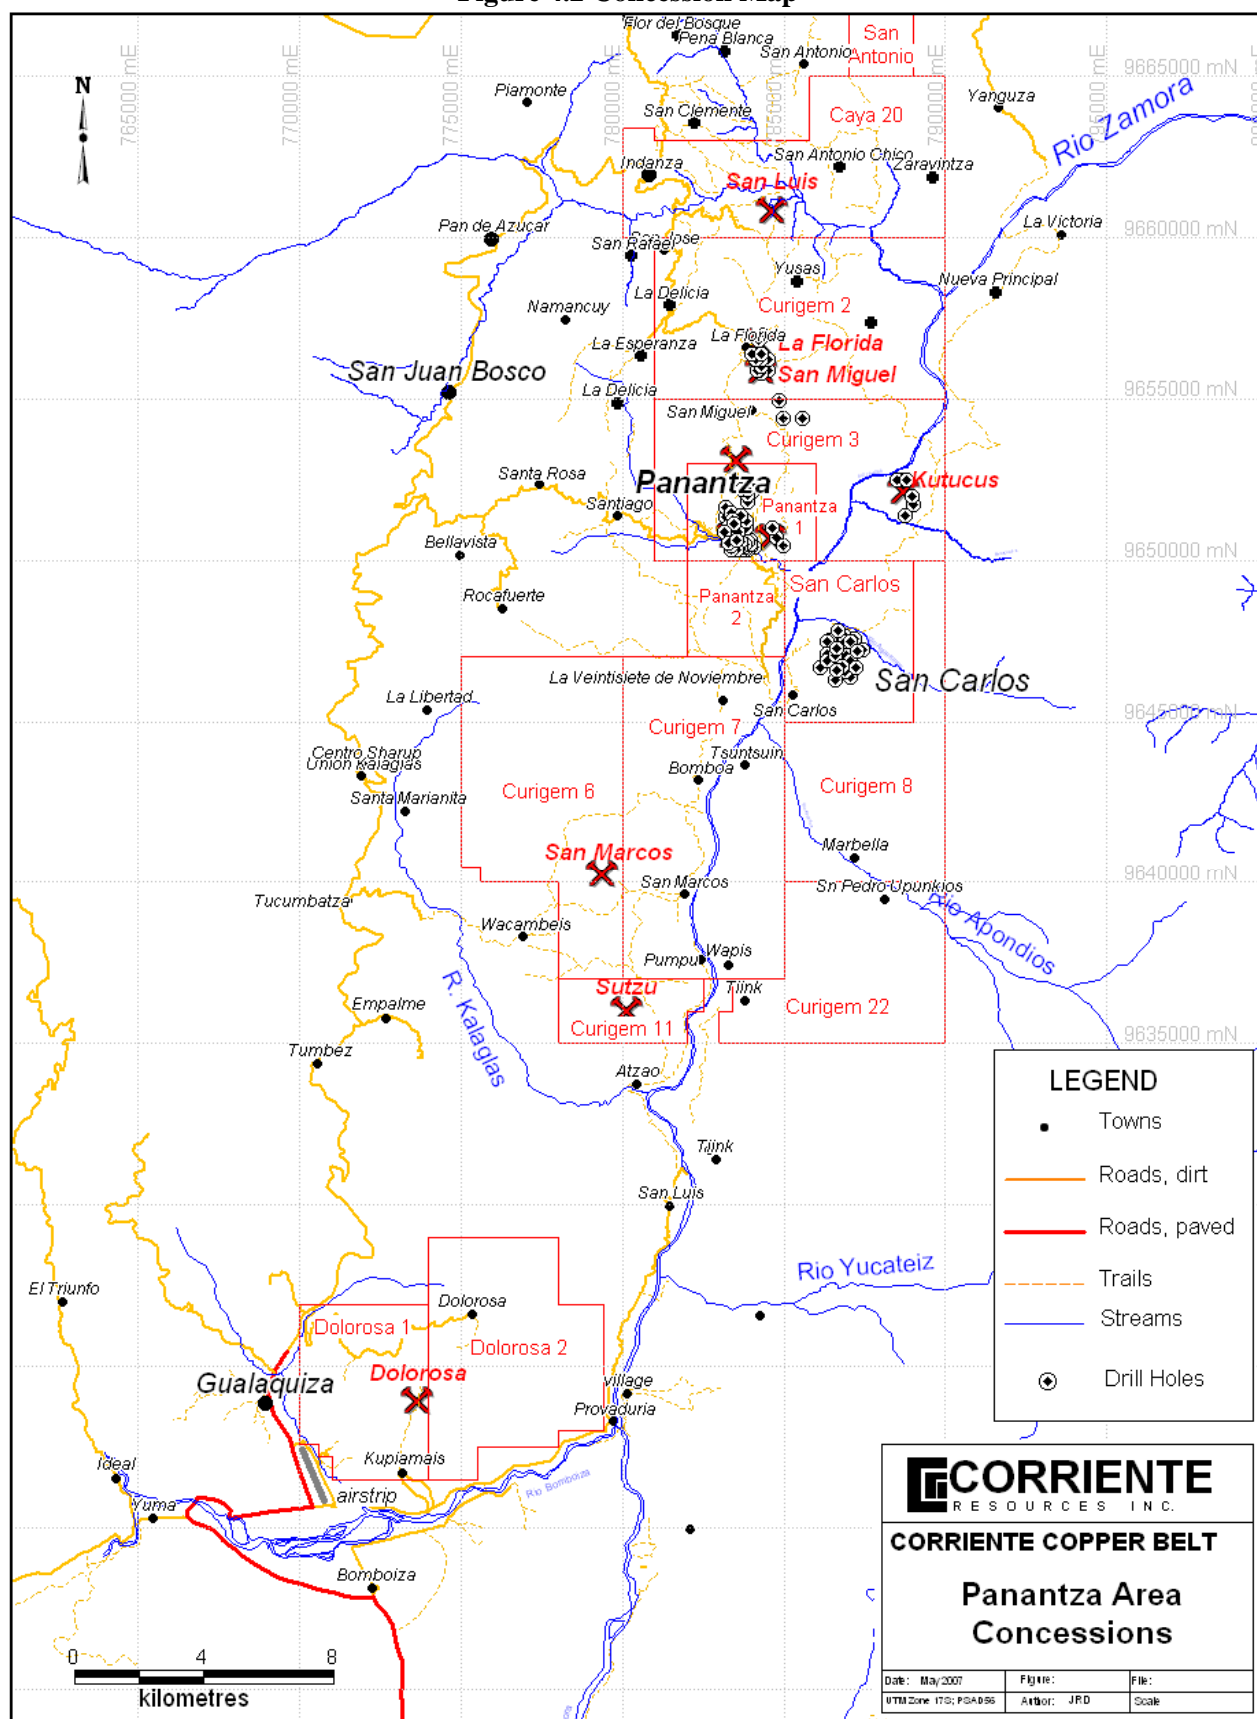 Figure 4.2 Concession Map
Flor del Bosque
Pena Blanca
San Antonio
San
Antonio
765000 mE
770000 mE
775000 mE
780000 mE
9665000 mN
N
Piamonte
San Clemente
Caya 20
Yanguza
Rio Zamora
Indanza
San Antonio Chico
Zaravintza
San Luis
Pan de Azucar
San Jose
San Rafael
La Victoria
9660000 mN
Yusas
Nueva Principal
Namancuy
La Delicia
Curigem 2
La Florida
La Florida
La Esperanza
San Juan Bosco
San Miguel
La Delicia
9655000 mN
San Miguel
Curigem 3
Panantza
Kutucus
Santa Rosa
Santiago
Panantza
1
Bellavista
9650000 mN
Rocafuerte
Panantza
2
San Carlos
La Veintisiete de Noviembre
San Carlos
La Libertad
San Carlos
9645000 mN
Curigem 7
Centro Sharup
Union Kalaglas
Tsuntsuin
Bomboa
Santa Marianita
Curigem 6
Curigem 8
San Marcos
Marbella
San Marcos
Sn Pedro Upunkios
9640000 mN
Tucumbatza
Rio Apondios
Wacambeis
Pumpu
Wapis
R. Kalaglas
Sutzu
Tiink
Empalme
Curigem 11
Curigem 22
9635000 mN
Tumbez
Atzao
LEGEND
Towns
Tiink
Roads, dirt
San Luis
Roads, paved
Rio Yucateiz
Trails
El Triunfo
Dolorosa
Streams
Dolorosa 1
Dolorosa 2
Dolorosa
Gualaquiza
village
Drill Holes
Provaduria
Ideal
Kupiamais
Rio Bomboiza
airstrip
Yuma
CORRIENTE
RESOURCES INC.
CORRIENTE COPPER BELT
Bomboiza
Panantza Area
Concessions
0 4 8
kilometres
Date: May 2007
Figure:
File:
UTM Zone 17S; PSAD56
Author: JRD
Scale